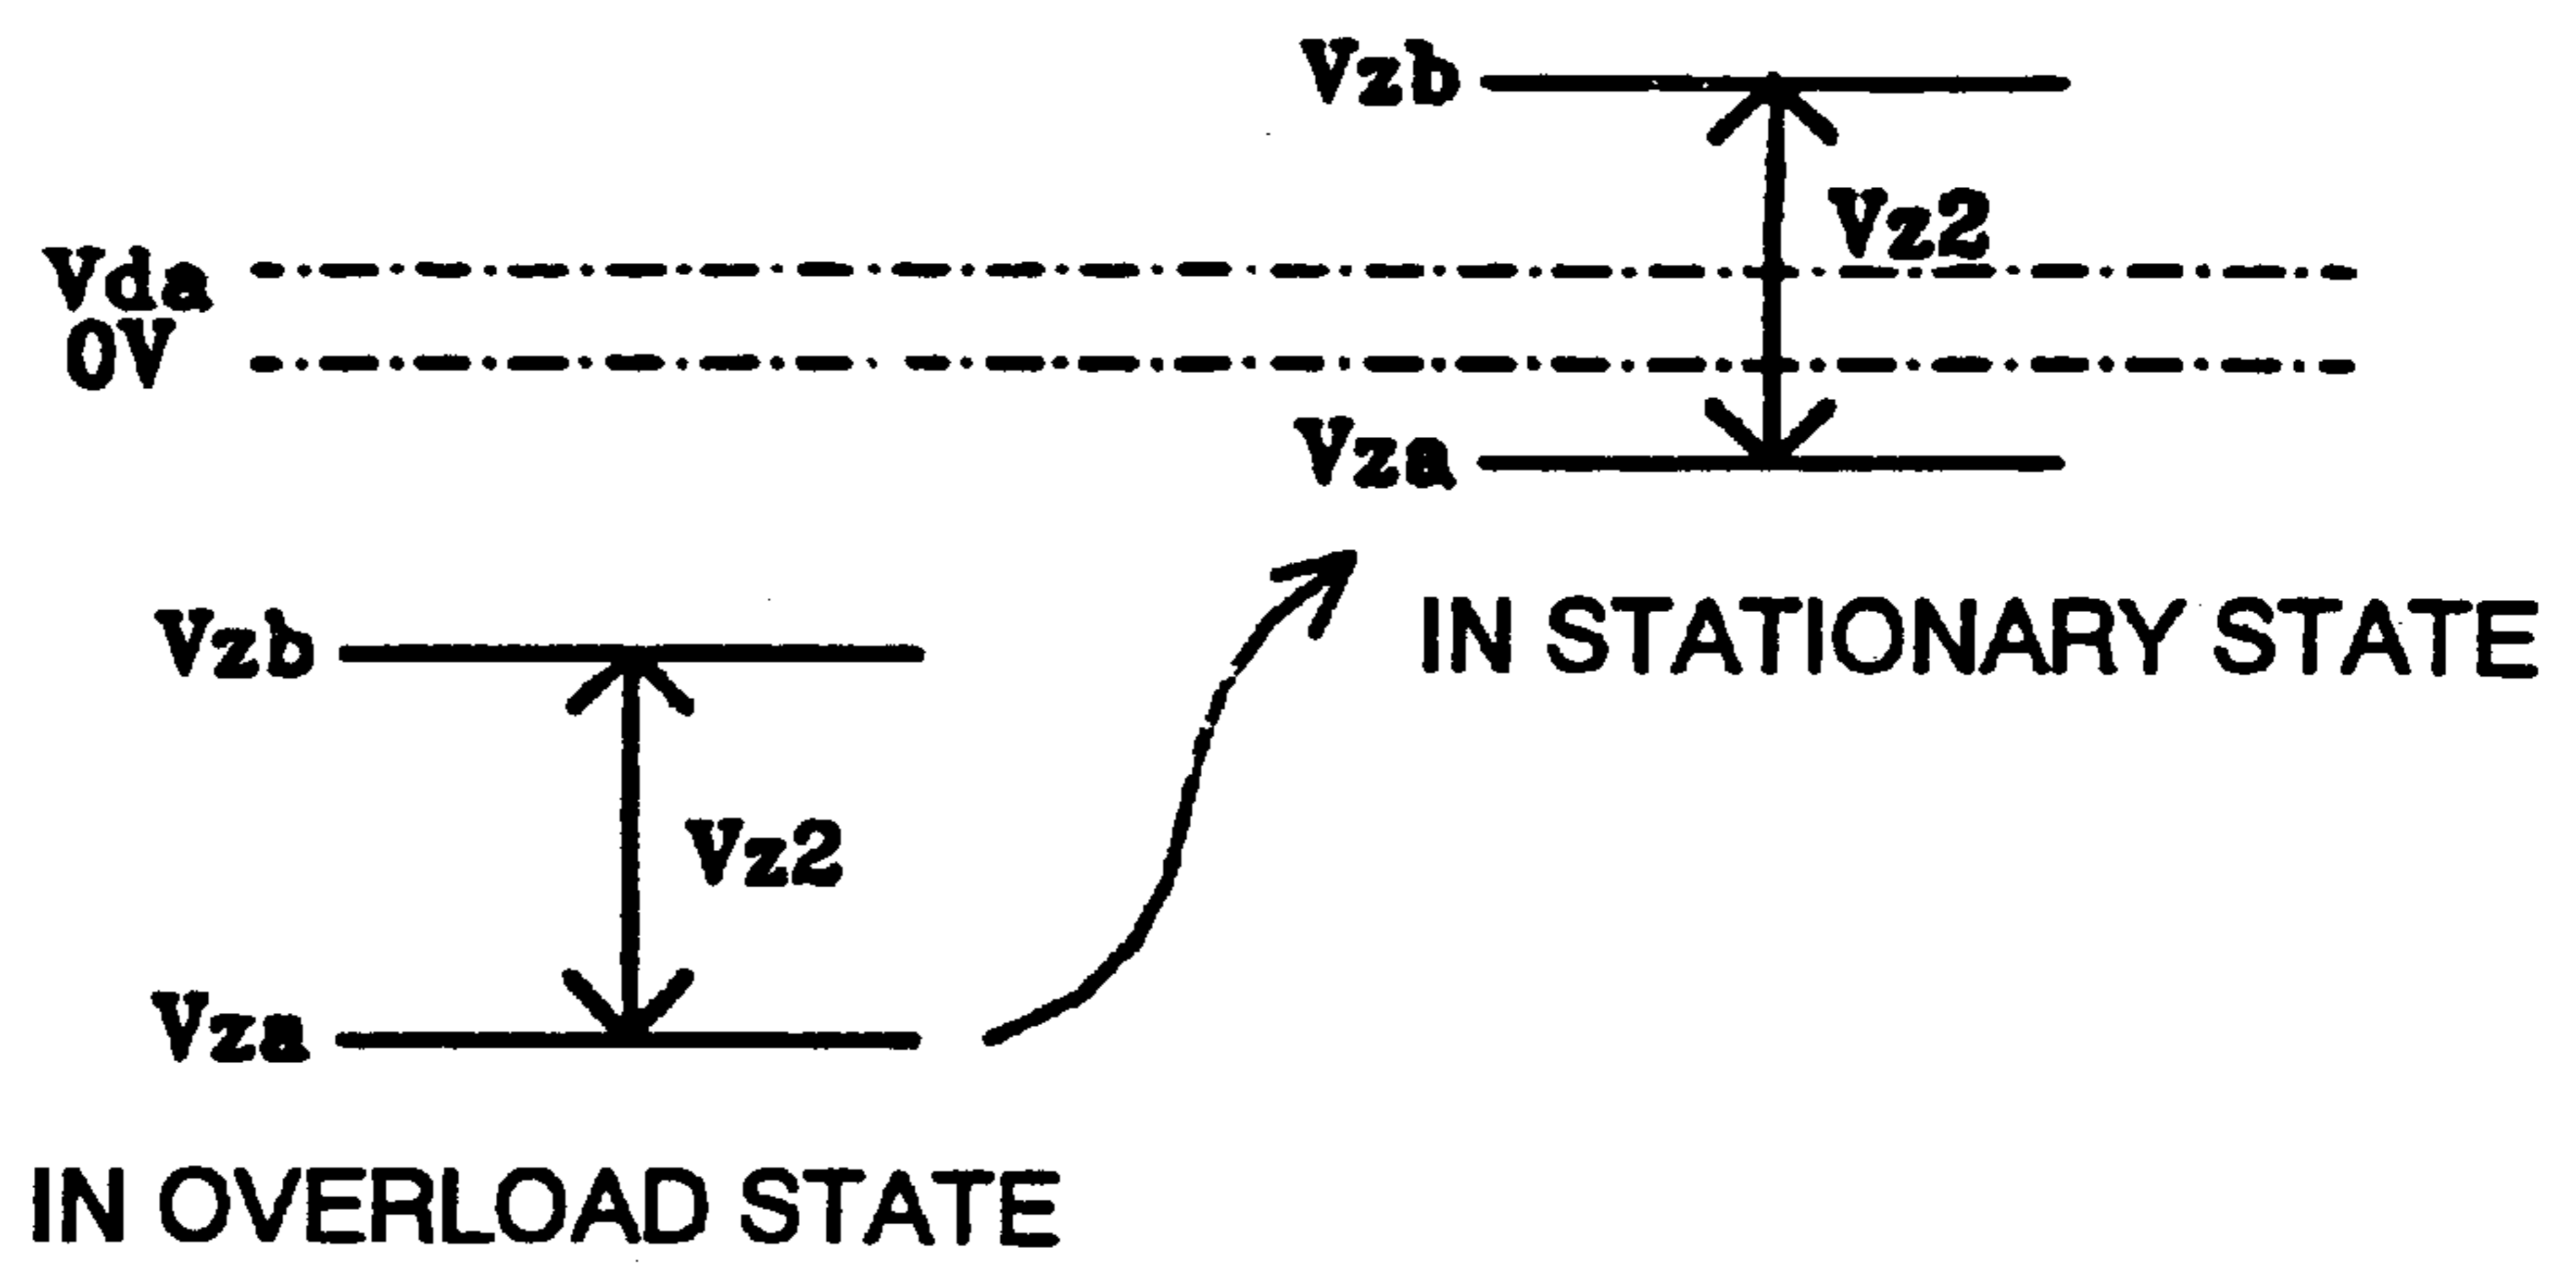 Vzb
Vz2
Vda
0V
Vza
IN STATIONARY STATE
Vzb
Vz2
Vza
IN OVERLOAD STATE